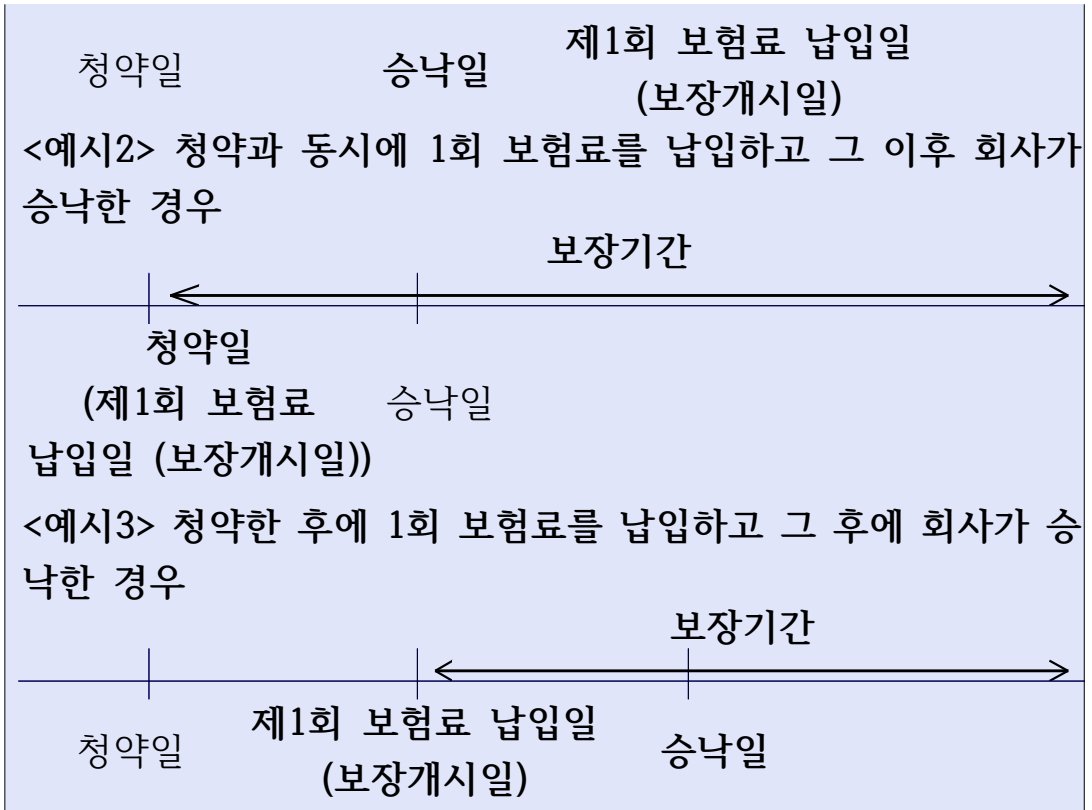 청약일 승낙일 제1회 보험료 납입일
(보장개시일)
<예시2> 청약과 동시에 1회 보험료를 납입하고 그 이후 회사가
승낙한 경우
보장기간
청약일
(제1회 보험료 승낙일
납입일 (보장개시일))
<예시3> 청약한 후에 1회 보험료를 납입하고 그 후에 회사가 승
낙한 경우
보장기간
청약일 제1회 보험료 납입일 승낙일
(보장개시일)